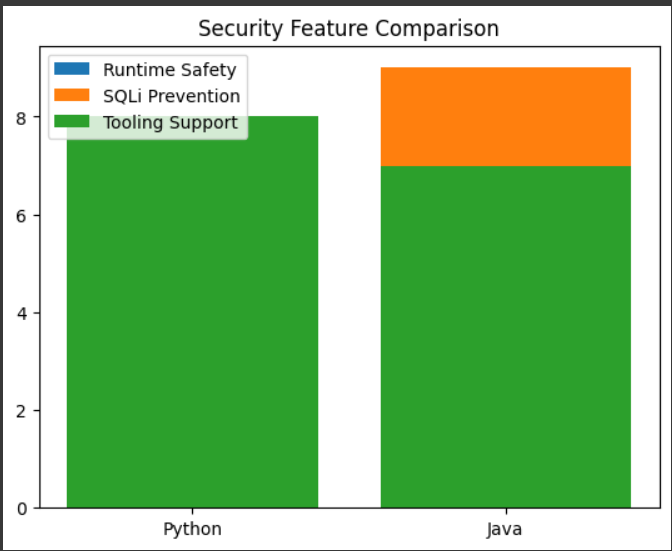 Security Feature Comparison
Runtime Safety
SQLi Prevention
Tooling Support
8
6
4
2
0
Python Java